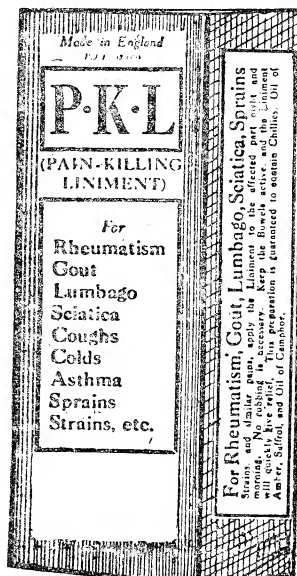 Made in England
P·K·L
(PAIN-KILLING
LINIMENT)
For
Rheumatism
Gout
Lumbago
Sciatica
Coughs
Colds
Asthma
Sprains
Strains, etc.
For Rheumatism, Gout, Lumbago, Sciatica, Sprains
Strains, and similar pains, apply the Liniment to the affected part night and
morning. No rubbing is necessary. Keep the Bowels active, and the Liniment
will quickly give relief. This preparation is guaranteed to contain Chillies, Oil of
Amber, Saffrol, and Oil of Camphor.